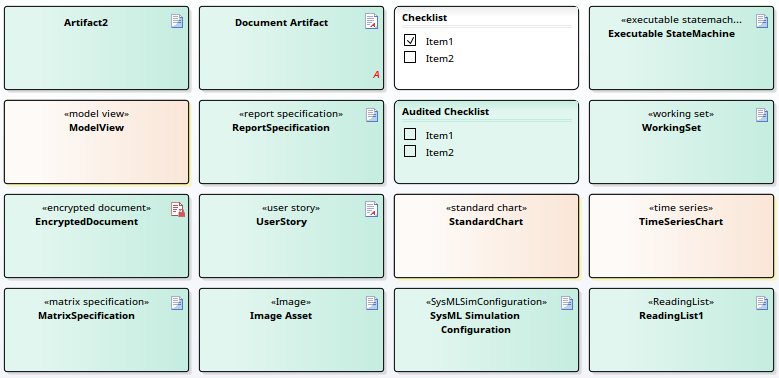 Artifact2
Document Artifact
A
Checklist
Item1
Item2
«executable statemach...
Executable StateMachine
«model view»
ModelView
«report specification»
ReportSpecification
Audited Checklist
Item1
Item2
«working set»
WorkingSet
«encrypted document»
EncryptedDocument
«user story»
UserStory
«standard chart»
StandardChart
«time series»
TimeSeriesChart
«matrix specification»
MatrixSpecification
«Image»
Image Asset
«SysMLSimConfiguration»
SysML Simulation
Configuration
«ReadingList»
ReadingList1